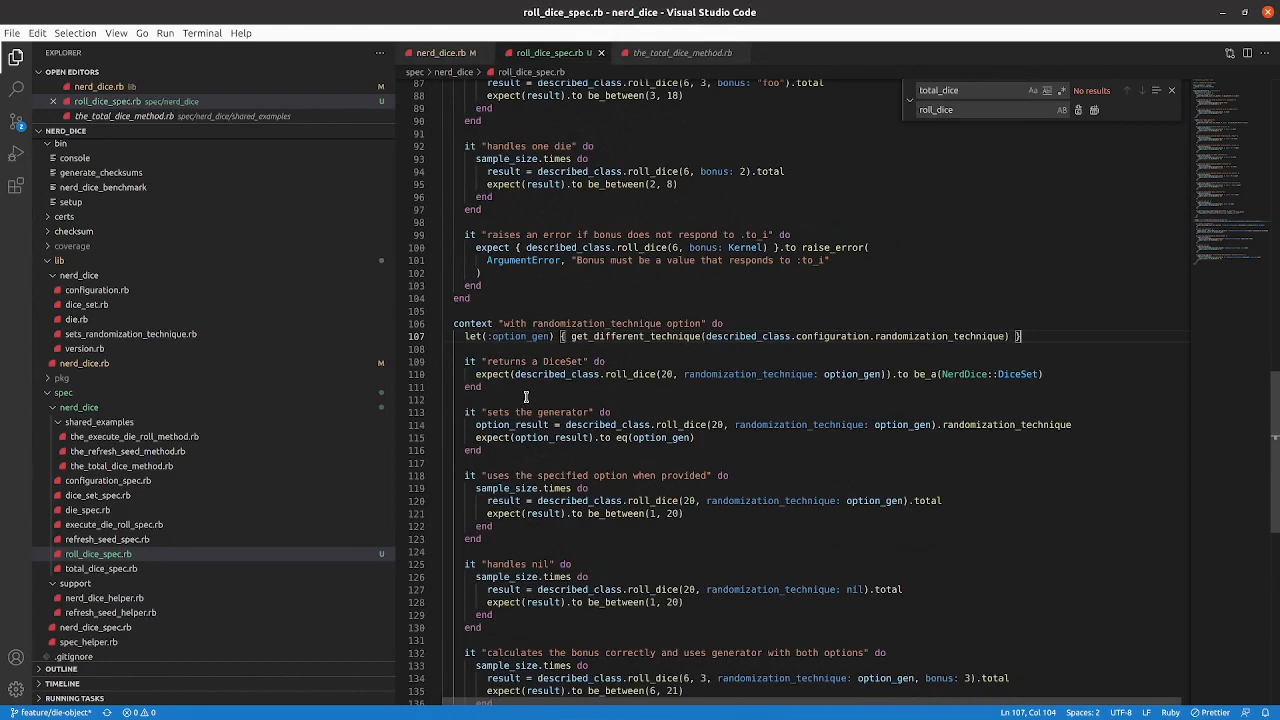 roll_dice_spec.rb - nerd_dice - Visual Studio Code
File Edit Selection View Go Run Terminal Help
EXPLORER
OPEN EDITORS
nerd_dice.rb lib
roll_dice_spec.rb spec/nerd_dice U
the_total_dice_method.rb spec/nerd_dice/shared_examples
NERD_DICE
bin
console
generate_checksums
nerd_dice_benchmark
setup
certs
checksum
coverage
lib
nerd_dice
configuration.rb
dice_set.rb
die.rb
sets_randomization_technique.rb
version.rb
nerd_dice.rb
pkg
spec
nerd_dice
shared_examples
the_execute_die_roll_method.rb
the_refresh_seed_method.rb
the_total_dice_method.rb
configuration_spec.rb
dice_set_spec.rb
die_spec.rb
execute_die_roll_spec.rb
refresh_seed_spec.rb
roll_dice_spec.rb U
total_dice_spec.rb
support
nerd_dice_helper.rb
refresh_seed_helper.rb
nerd_dice_spec.rb
spec_helper.rb
.gitignore
OUTLINE
TIMELINE
RUNNING TASKS
nerd_dice.rb M roll_dice_spec.rb U the_total_dice_method.rb
spec nerd_dice roll_dice_spec.rb
total_dice Aa No results
roll_dice AB
87 result = described_class.roll_dice(6, 3, bonus: "foo").total
88 expect(result).to be_between(3, 18)
89 end
90 end
91
92 it "handles one die" do
93 sample_size.times do
94 result = described_class.roll_dice(6, bonus: 2).total
95 expect(result).to be_between(2, 8)
96 end
97 end
98
99 it "raises an error if bonus does not respond to .to_i" do
100 expect { described_class.roll_dice(6, bonus: Kernel) }.to raise_error(
101 ArgumentError, "Bonus must be a value that responds to :to_i"
102 )
103 end
104 end
105
106 context "with randomization technique option" do
107 let(:option_gen) { get_different_technique(described_class.configuration.randomization_technique) }
108
109 it "returns a DiceSet" do
110 expect(described_class.roll_dice(20, randomization_technique: option_gen)).to be_a(NerdDice::DiceSet)
111 end
112
113 it "sets the generator" do
114 option_result = described_class.roll_dice(20, randomization_technique: option_gen).randomization_technique
115 expect(option_result).to eq(option_gen)
116 end
117
118 it "uses the specified option when provided" do
119 sample_size.times do
120 result = described_class.roll_dice(20, randomization_technique: option_gen).total
121 expect(result).to be_between(1, 20)
122 end
123 end
124
125 it "handles nil" do
126 sample_size.times do
127 result = described_class.roll_dice(20, randomization_technique: nil).total
128 expect(result).to be_between(1, 20)
129 end
130 end
131
132 it "calculates the bonus correctly and uses generator with both options" do
133 sample_size.times do
134 result = described_class.roll_dice(6, 3, randomization_technique: option_gen, bonus: 3).total
135 expect(result).to be_between(6, 21)
136 end
feature/die-object* 0 0 Ln 107, Col 104 Spaces: 2 UTF-8 LF Ruby Prettier